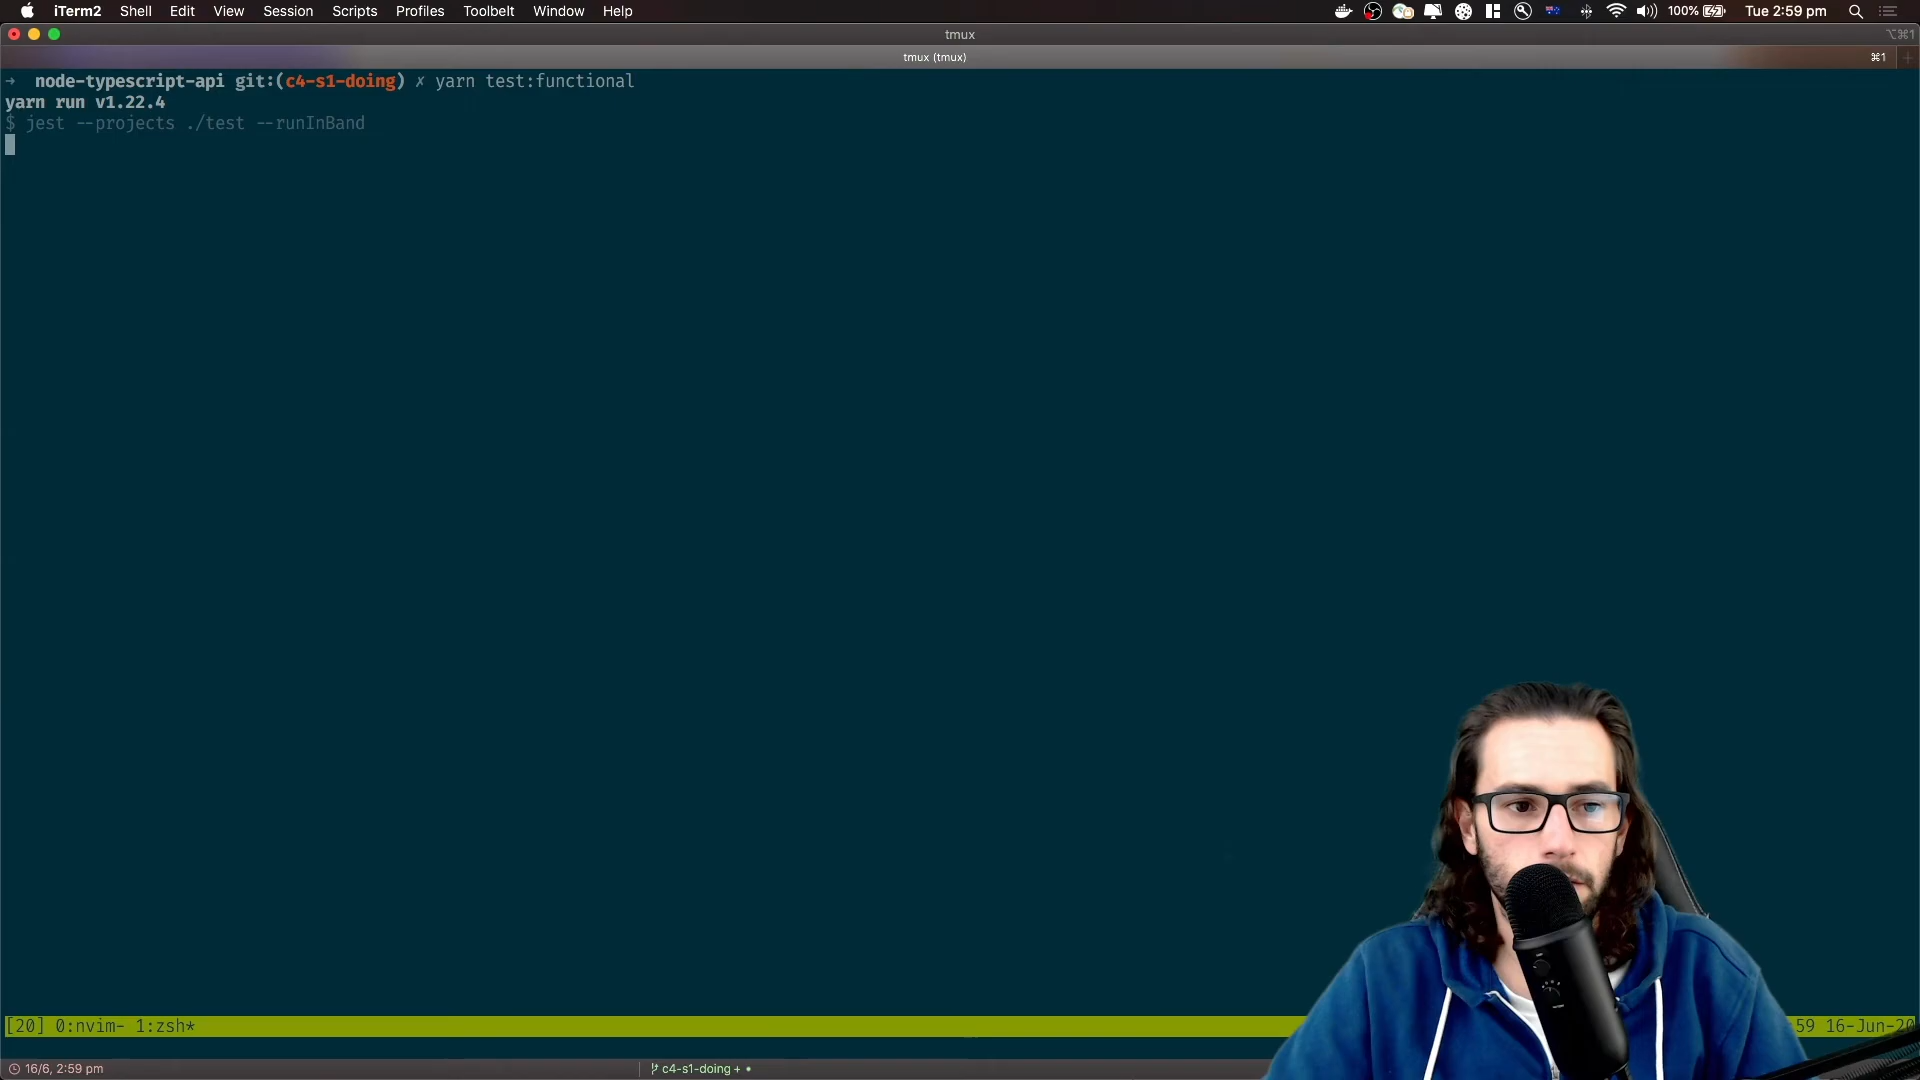 iTerm2 Shell Edit View Session Scripts Profiles Toolbelt Window Help 100% Tue 2:59 pm
tmux ⌥⌘1
tmux (tmux) ⌘1
→ node-typescript-api git:(c4-s1-doing) ✗ yarn test:functional
yarn run v1.22.4
$ jest --projects ./test --runInBand
[20] 0:nvim- 1:zsh* 59 16-Jun-20
16/6, 2:59 pm c4-s1-doing + •